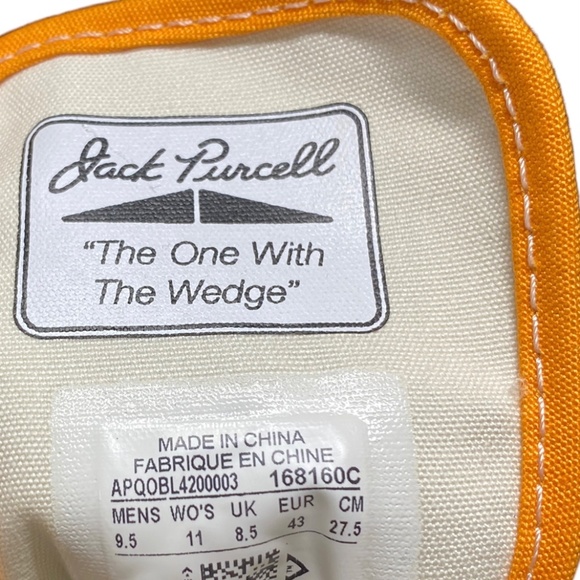 Jack Purcell
"The One With
The Wedge"
MADE IN CHINA
FABRIQUE EN CHINE
APQOBL4200003 168160C
MENS WO'S UK EUR CM
9.5 11 8.5 43 27.5